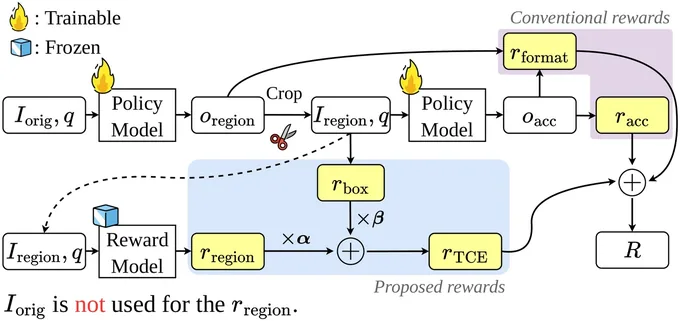 : Trainable
: Frozen
Conventional rewards
r_format
I_orig, q
Policy Model
o_region
Crop
I_region, q
Policy Model
o_acc
r_acc
r_box
×β
+
I_region, q
Reward Model
r_region
×α
+
r_TCE
R
Proposed rewards
I_orig is not used for the r_region.